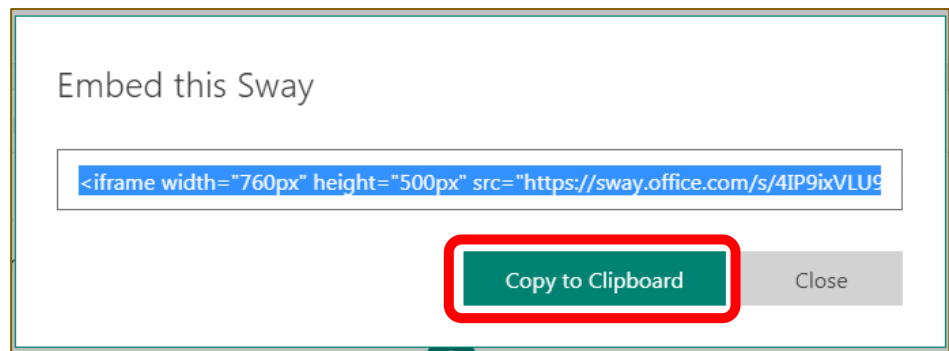 Embed this Sway
<iframe width="760px" height="500px" src="https://sway.office.com/s/4IP9ixVLU9
Copy to Clipboard Close